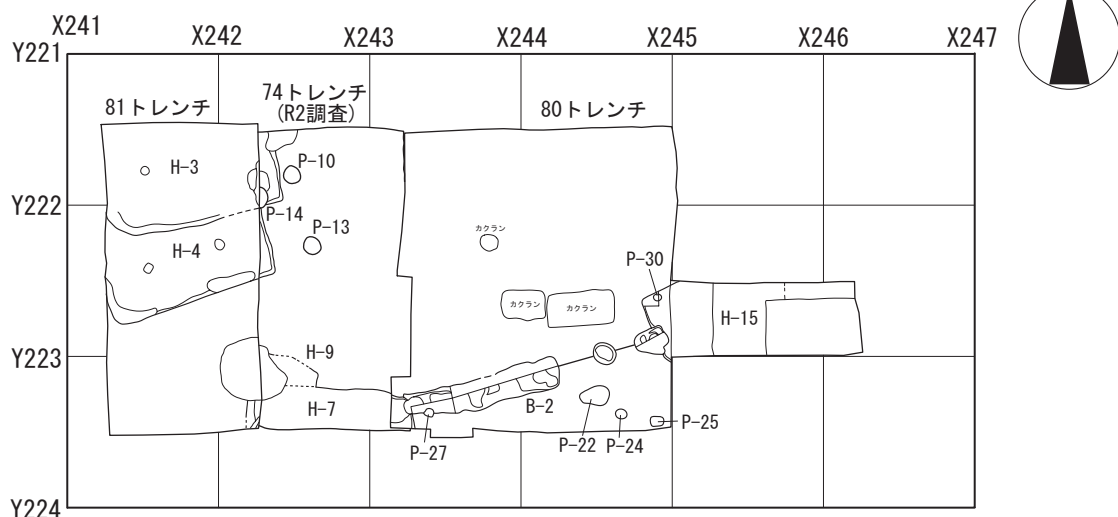 X241 X242 X243 X244 X245 X246 X247
Y221
81トレンチ
74トレンチ
(R2調査)
80トレンチ
H-3
P-10
Y222
P-14
P-13
カクラン
H-4
P-30
カクラン
カクラン
H-15
Y223
H-9
H-7
B-2
P-27
P-22
P-24
P-25
Y224